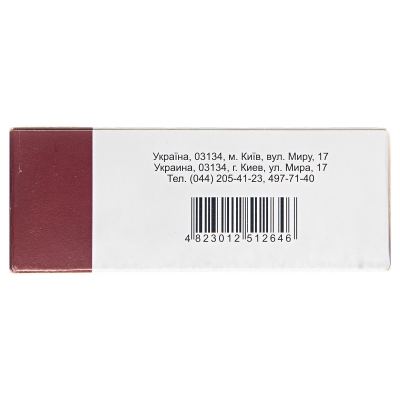 Україна, 03134, м. Київ, вул. Миру, 17
Украина, 03134, г. Киев, ул. Мира, 17
Тел. (044) 205-41-23, 497-71-40
4 823012 512646